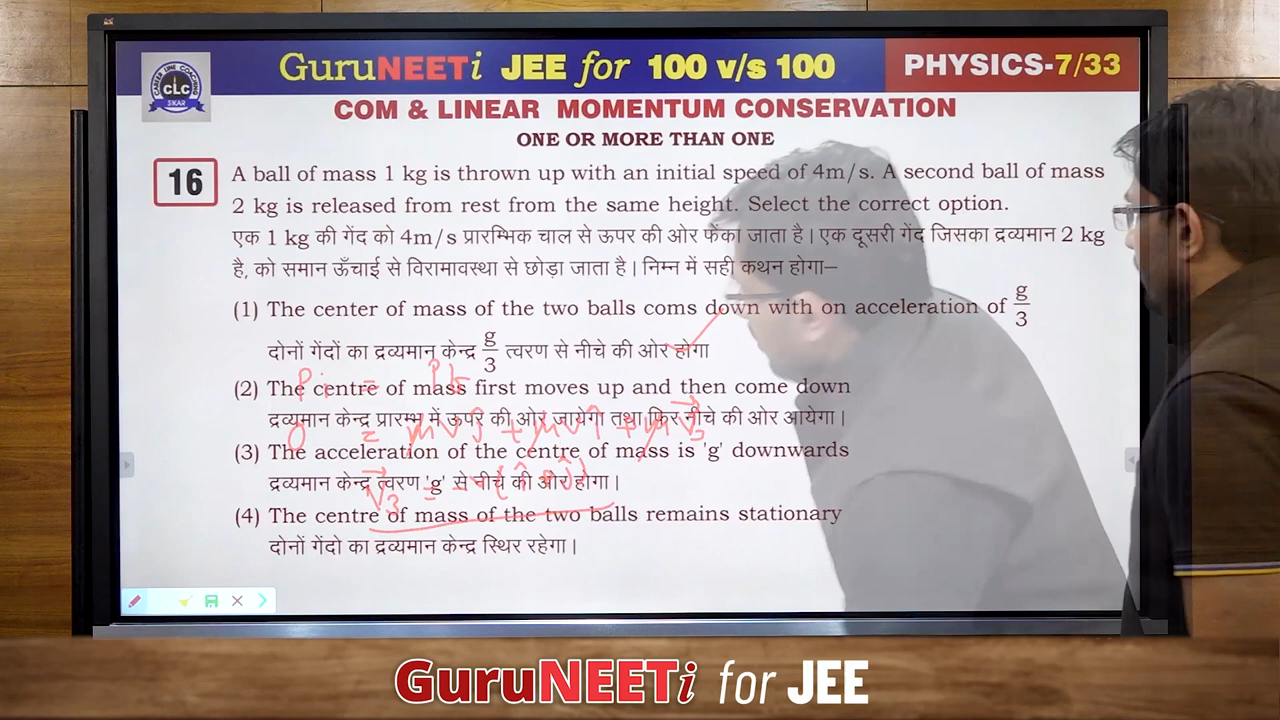 GuruNEETi JEE for 100 v/s 100
PHYSICS-7/33
CAREER LINE COACHING
CLC
SIKAR
COM & LINEAR MOMENTUM CONSERVATION
ONE OR MORE THAN ONE
16
A ball of mass 1 kg is thrown up with an initial speed of 4m/s. A second ball of mass
2 kg is released from rest from the same height. Select the correct option.
एक 1 kg की गेंद को 4m/s प्रारम्भिक चाल से ऊपर की ओर फेंका जाता है। एक दूसरी गेंद जिसका द्रव्यमान 2 kg
है, को समान ऊँचाई से विरामावस्था से छोड़ा जाता है। निम्न में सही कथन होगा–
(1) The center of mass of the two balls coms down with on acceleration of g/3
दोनों गेंदों का द्रव्यमान केन्द्र g/3 त्वरण से नीचे की ओर होगा
Pi = Pf
(2) The centre of mass first moves up and then come down
द्रव्यमान केन्द्र प्रारम्भ में ऊपर की ओर जायेगा तथा फिर नीचे की ओर आयेगा।
(3) The acceleration of the centre of mass is 'g' downwards
द्रव्यमान केन्द्र त्वरण 'g' से नीचे की ओर होगा।
(4) The centre of mass of the two balls remains stationary
दोनों गेंदो का द्रव्यमान केन्द्र स्थिर रहेगा।
GuruNEETi for JEE